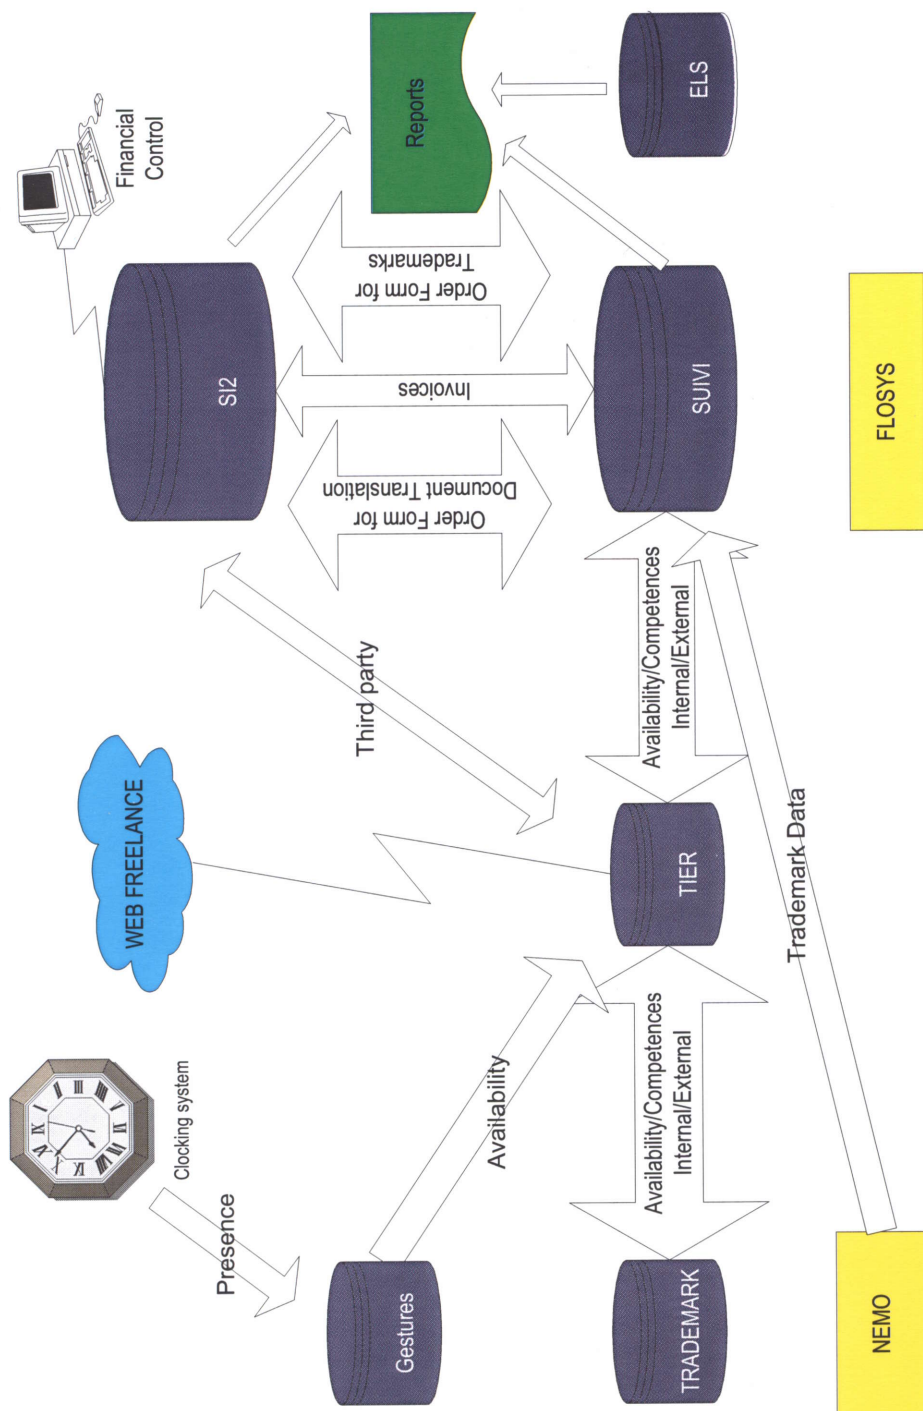 Clocking system
Presence
Gestures
Availability
WEB FREELANCE
Third party
Financial
Control
SI2
Order Form for
Document Translation
Invoices
Order Form for
Trademarks
Reports
TRADEMARK
Availability/Competences
Internal/External
TIER
Availability/Competences
Internal/External
SUIVI
ELS
Trademark Data
NEMO
FLOSYS